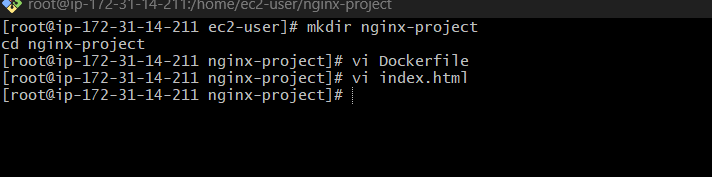 root@ip-172-31-14-211:/home/ec2-user/nginx-project
[root@ip-172-31-14-211 ec2-user]# mkdir nginx-project
cd nginx-project
[root@ip-172-31-14-211 nginx-project]# vi Dockerfile
[root@ip-172-31-14-211 nginx-project]# vi index.html
[root@ip-172-31-14-211 nginx-project]#